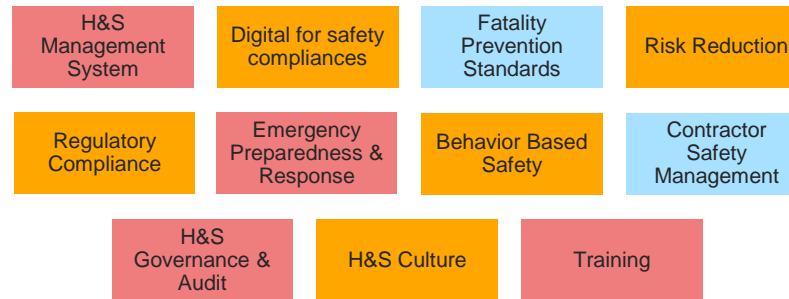 H&S
Management
System
Digital for safety
compliances
Fatality
Prevention
Standards
Risk Reduction
Regulatory
Compliance
Emergency
Preparedness &
Response
Behavior Based
Safety
Contractor
Safety
Management
H&S
Governance &
Audit
H&S Culture
Training